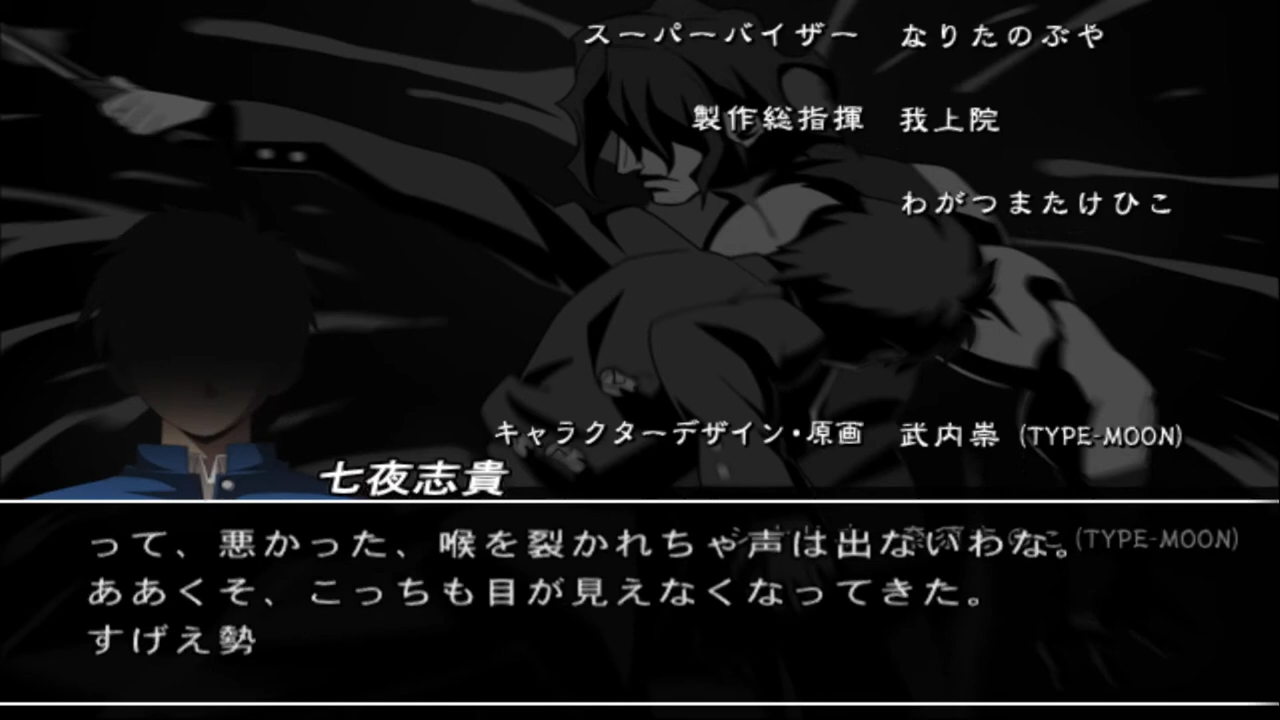 スーパーバイザー　なりたのぶや
製作総指揮　我上院
わがつまたけひこ
キャラクターデザイン・原画　武内崇 (TYPE-MOON)
(TYPE-MOON)
七夜志貴
って、悪かった、喉を裂かれちゃ声は出ないわな。
ああくそ、こっちも目が見えなくなってきた。
すげえ勢